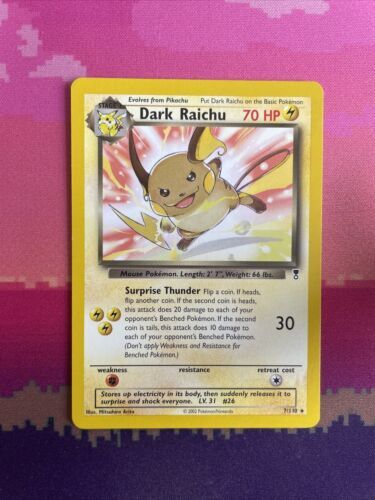 STAGE 1
Evolves from Pikachu
Put Dark Raichu on the Basic Pokémon
Dark Raichu 70 HP
Mouse Pokémon. Length: 2' 7", Weight: 66 lbs.
Surprise Thunder Flip a coin. If heads,
flip another coin. If the second coin is heads,
this attack does 20 damage to each of your
opponent's Benched Pokémon. If the second
coin is tails, this attack does 10 damage to
each of your opponent's Benched Pokémon.
(Don't apply Weakness and Resistance for
Benched Pokémon.)
30
weakness resistance retreat cost
Stores up electricity in its body, then suddenly releases it to
surprise and shock everyone. LV. 31 #26
Illus. Mitsuhiro Arita © 2002 Pokémon/Nintendo 7/110 ★